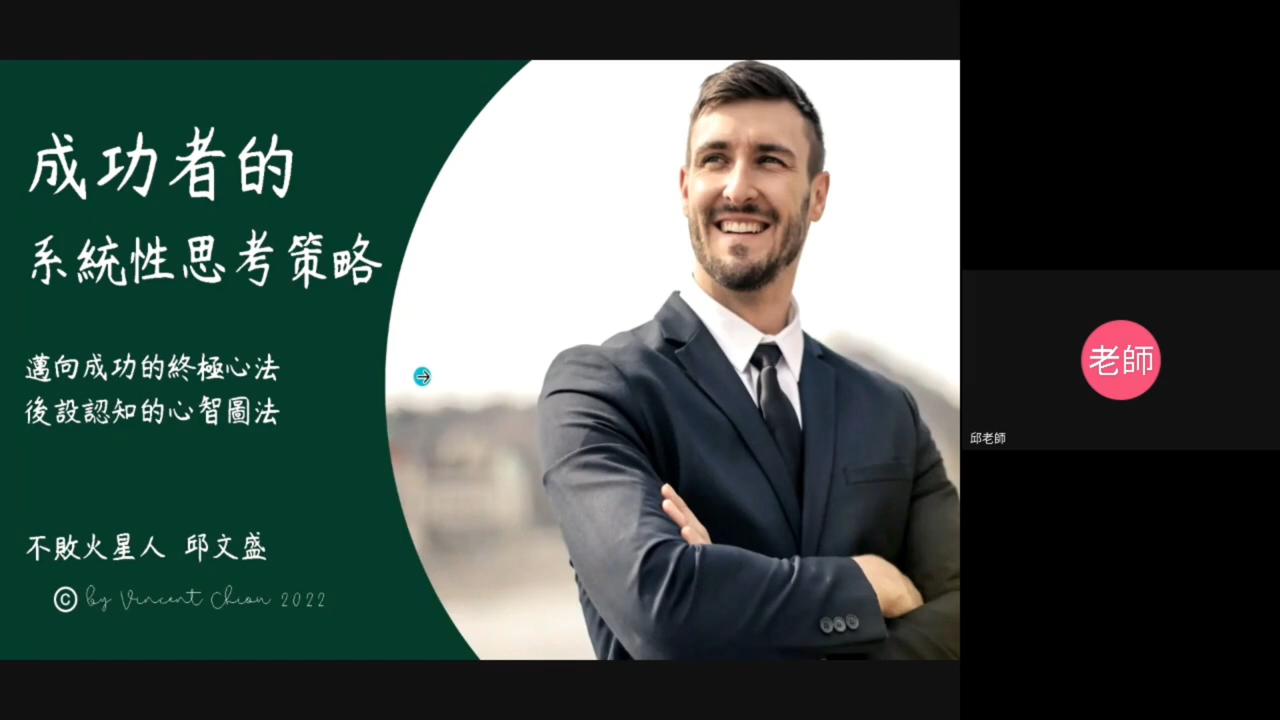 成功者的
系統性思考策略
邁向成功的終極心法
後設認知的心智圖法
不敗火星人 邱文盛
© by Vincent Chiou 2022
老師
邱老師